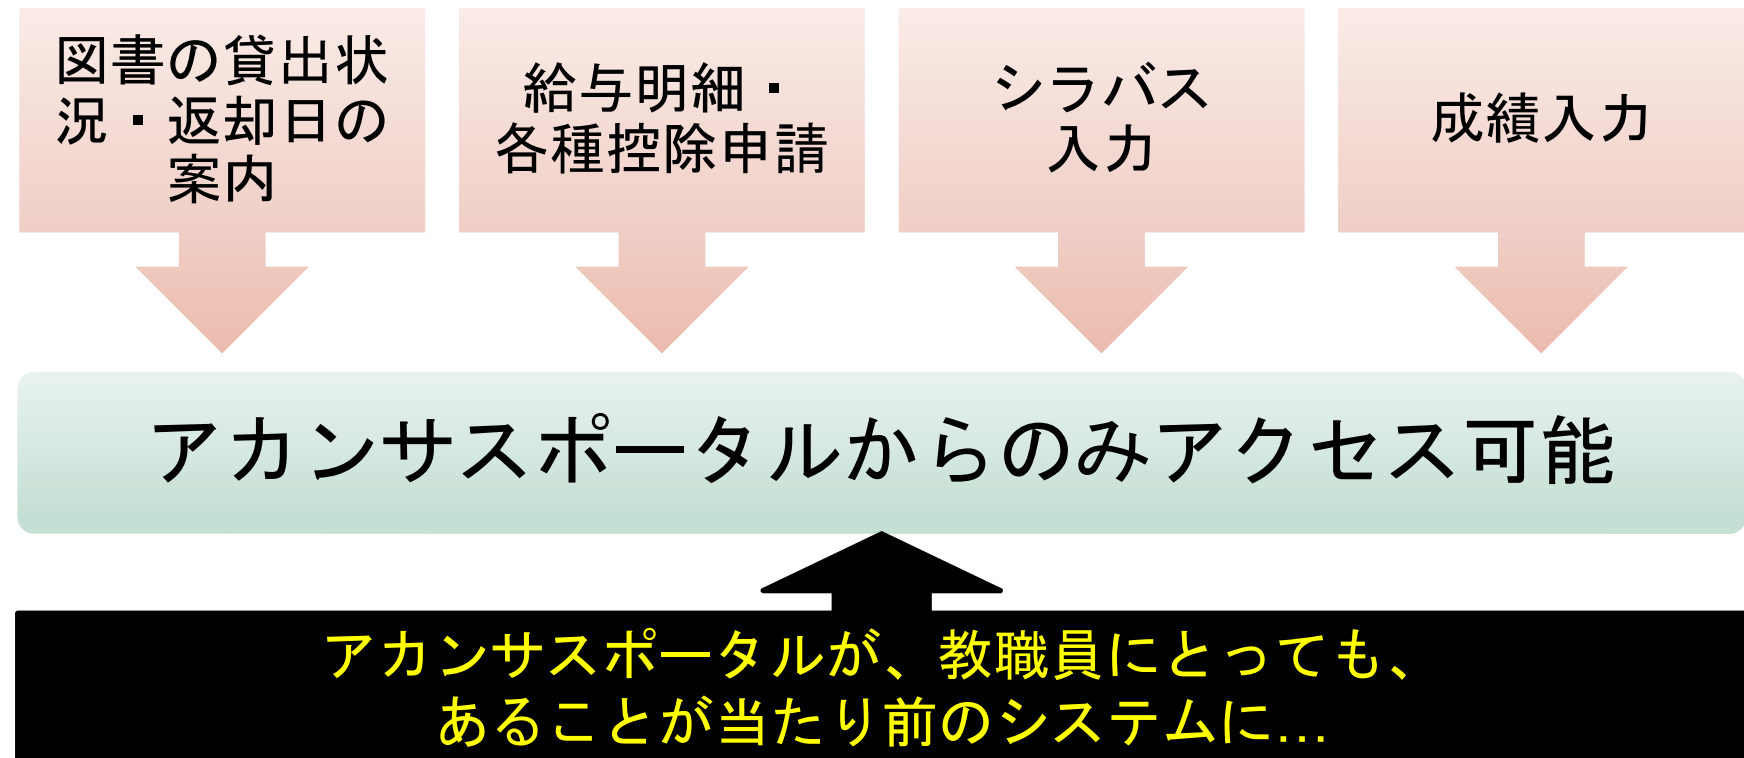 図書の貸出状
況・返却日の
案内
給与明細・
各種控除申請
シラバス
入力
成績入力
アカンサスポータルからのみアクセス可能
アカンサスポータルが、教職員にとっても、
あることが当たり前のシステムに…